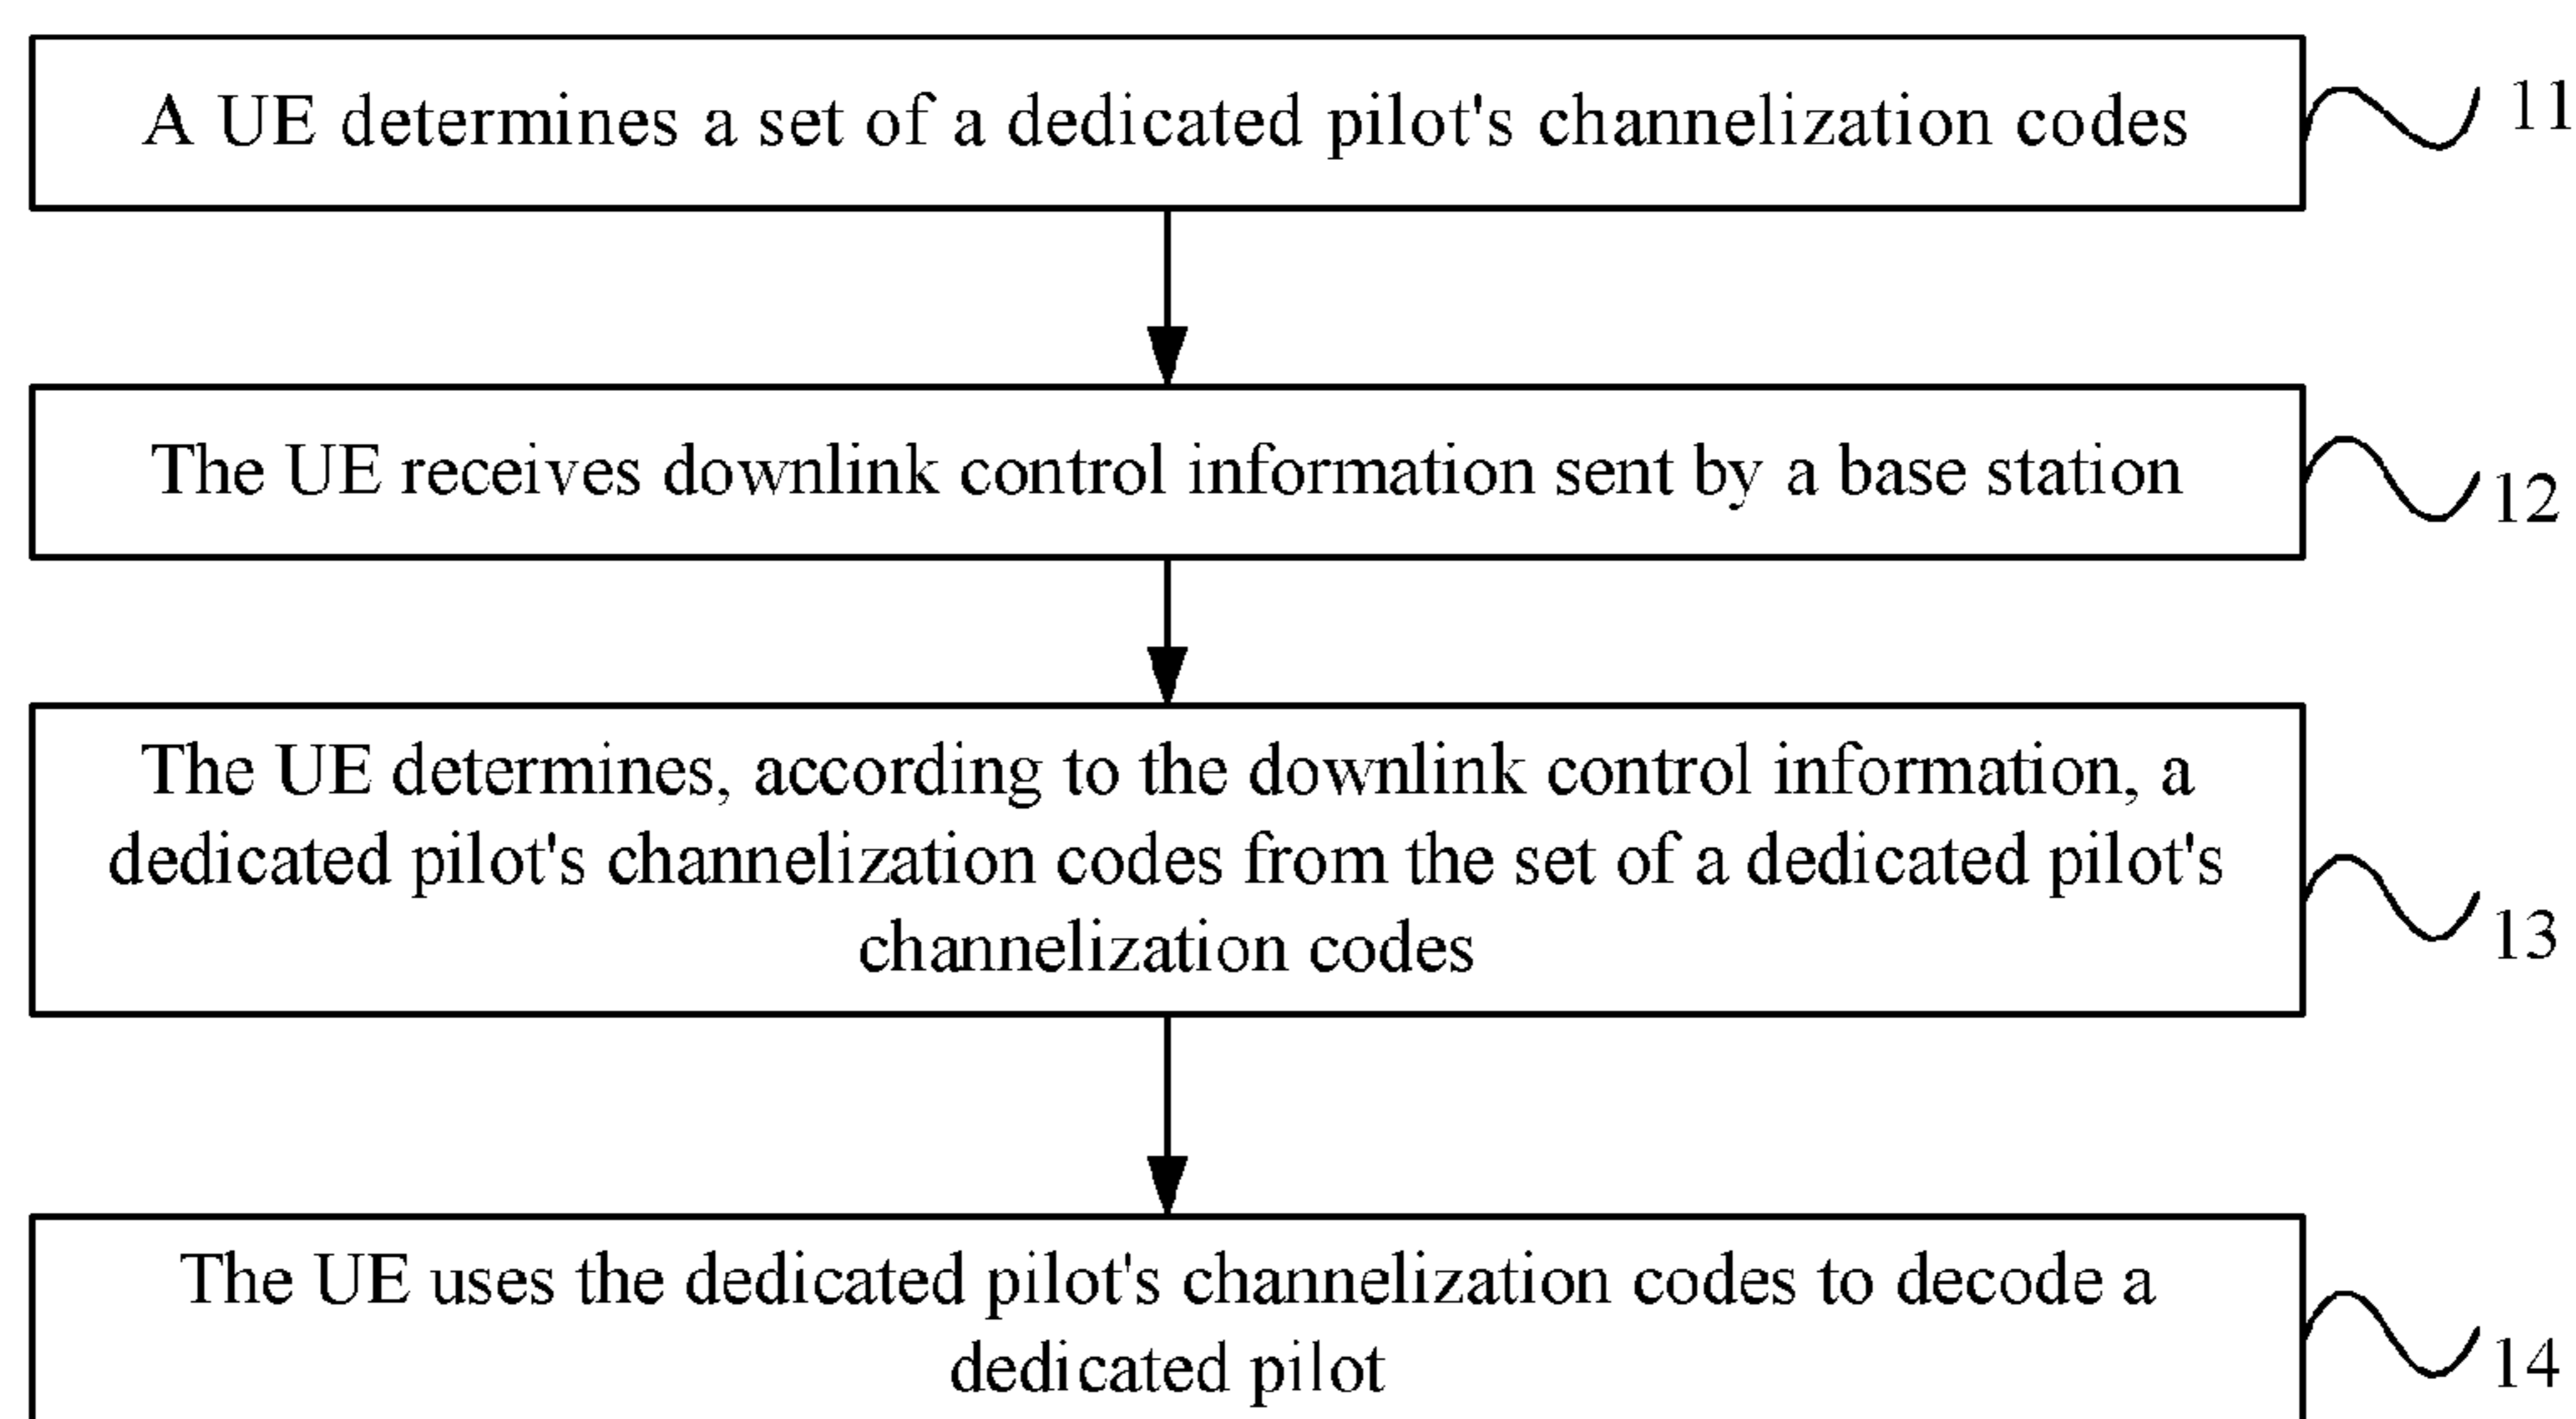 A UE determines a set of a dedicated pilot's channelization codes
11
The UE receives downlink control information sent by a base station
12
The UE determines, according to the downlink control information, a
dedicated pilot's channelization codes from the set of a dedicated pilot's
channelization codes
13
The UE uses the dedicated pilot's channelization codes to decode a
dedicated pilot
14